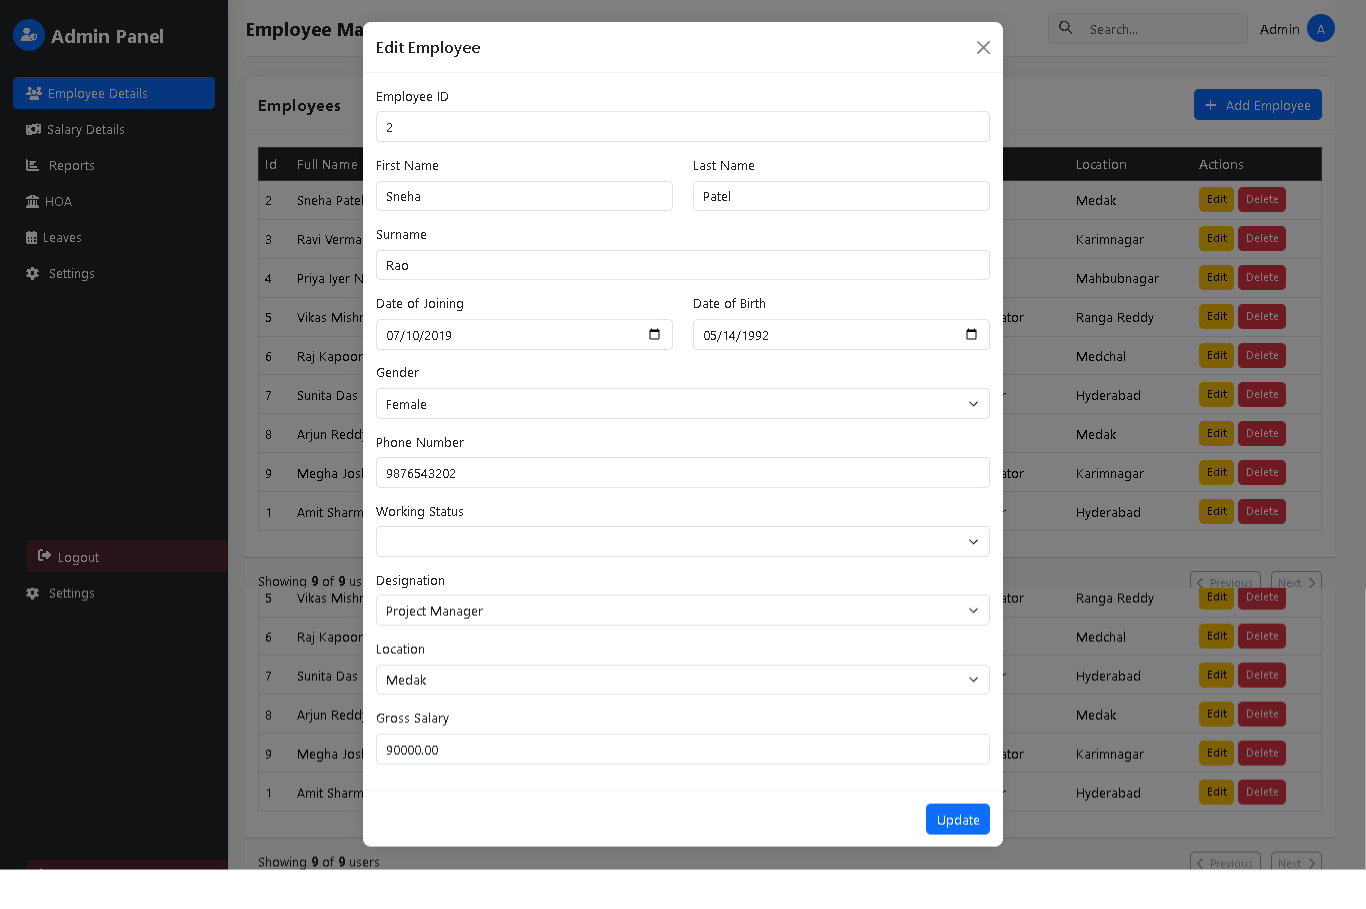 Admin Panel
Employee Details
Salary Details
Reports
HOA
Leaves
Settings
Logout
Settings
Employee Ma
Search...
Admin
A
Employees
Add Employee
Id Full Name Location Actions
2 Sneha Patel Medak Edit Delete
3 Ravi Verma Karimnagar Edit Delete
4 Priya Iyer N Mahbubnagar Edit Delete
5 Vikas Mishr ator Ranga Reddy Edit Delete
6 Raj Kapoor Medchal Edit Delete
7 Sunita Das Hyderabad Edit Delete
8 Arjun Redd Medak Edit Delete
9 Megha Josl ator Karimnagar Edit Delete
1 Amit Sharm Hyderabad Edit Delete
Showing 9 of 9 us
Previous Next
5 Vikas Mishr ator Ranga Reddy Edit Delete
6 Raj Kapoor Medchal Edit Delete
7 Sunita Das Hyderabad Edit Delete
8 Arjun Redd Medak Edit Delete
9 Megha Josl ator Karimnagar Edit Delete
1 Amit Sharm Hyderabad Edit Delete
Showing 9 of 9 users
Previous Next
Edit Employee
Employee ID
2
First Name Last Name
Sneha Patel
Surname
Rao
Date of Joining Date of Birth
07/10/2019 05/14/1992
Gender
Female
Phone Number
9876543202
Working Status
Designation
Project Manager
Location
Medak
Gross Salary
90000.00
Update